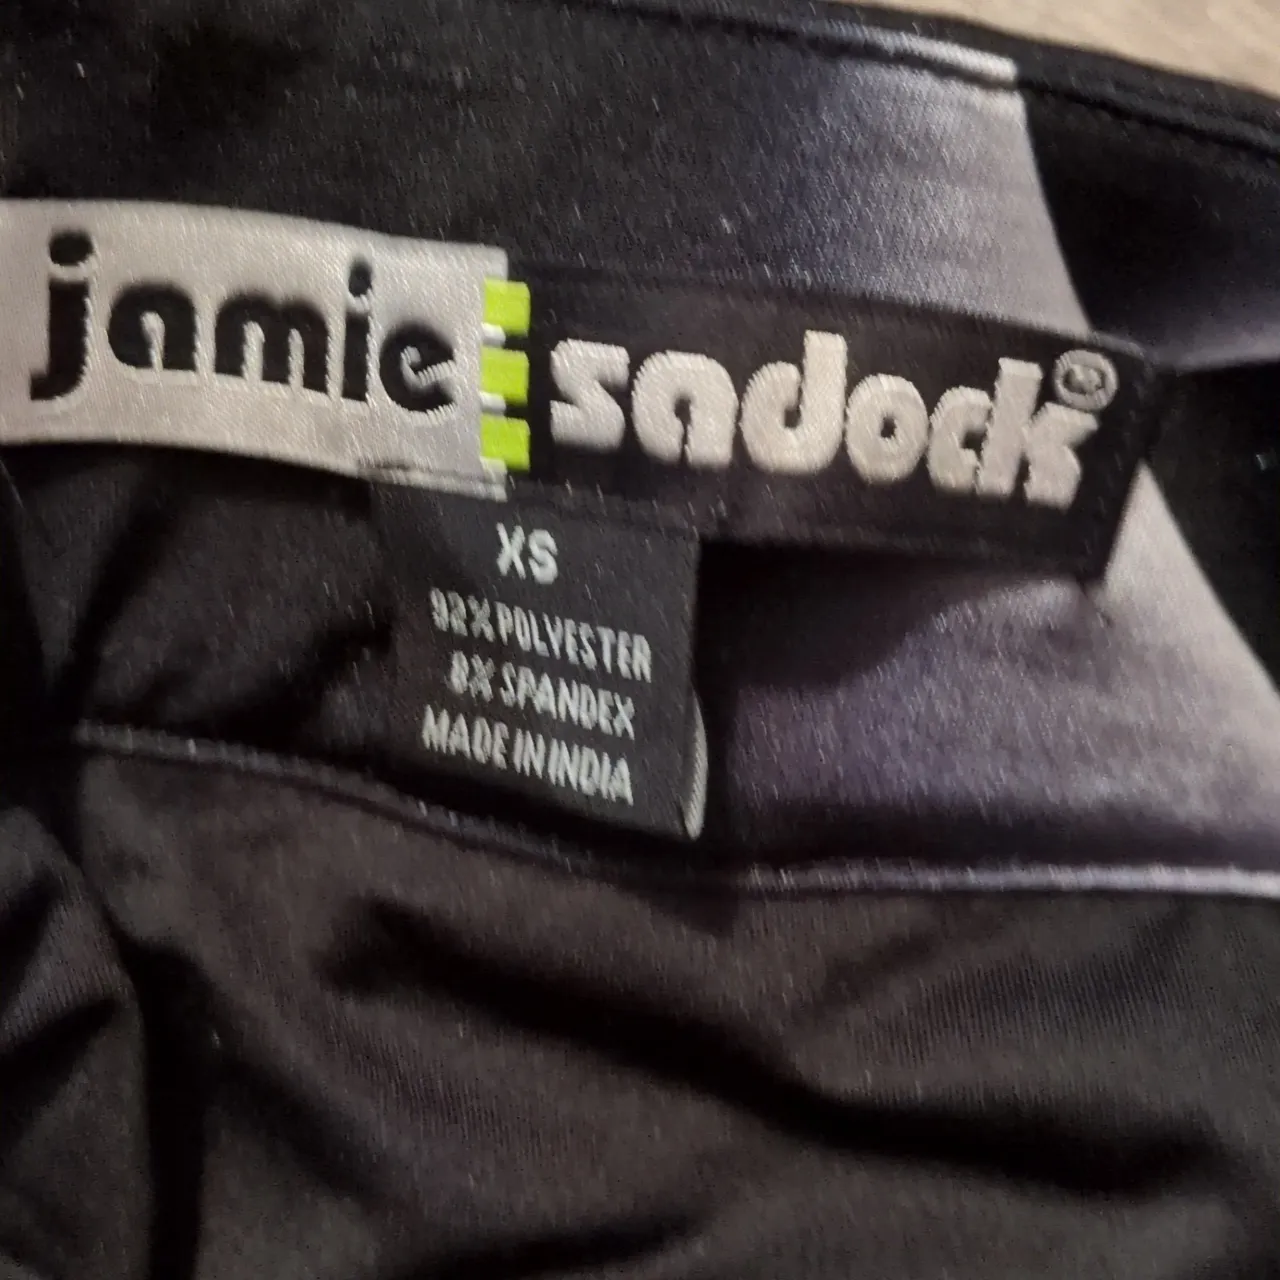 jamie sadock®
XS
92% POLYESTER
8% SPANDEX
MADE IN INDIA